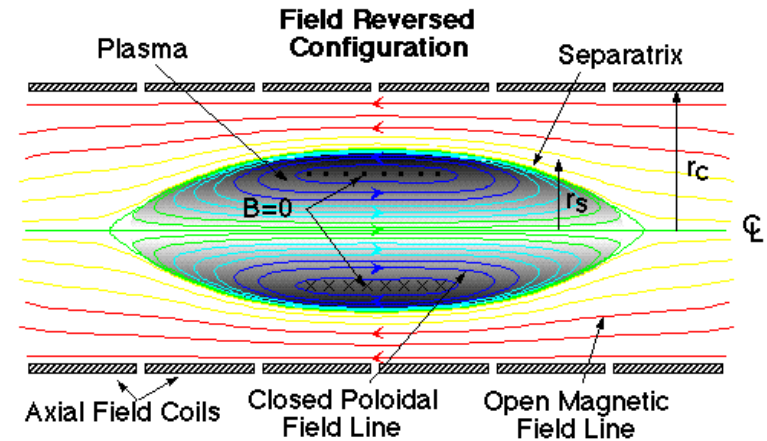 Field Reversed
Configuration
Plasma
Separatrix
rc
rs
B=0
℄
Axial Field Coils
Closed Poloidal
Field Line
Open Magnetic
Field Line